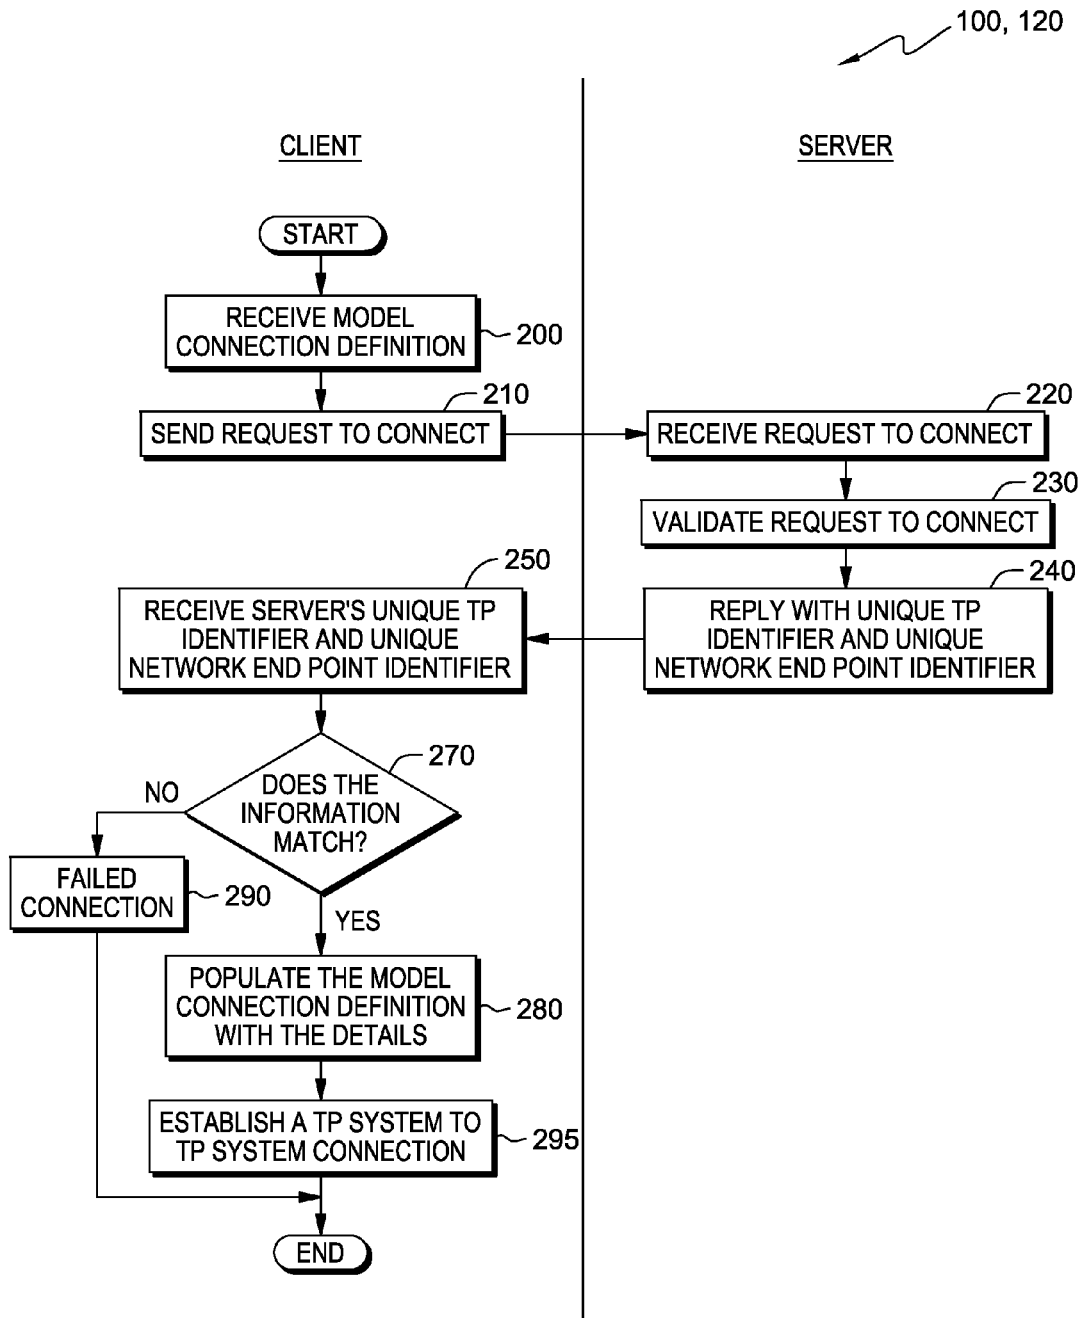 100, 120
CLIENT
SERVER
START
RECEIVE MODEL
CONNECTION DEFINITION
200
210
SEND REQUEST TO CONNECT
220
RECEIVE REQUEST TO CONNECT
230
VALIDATE REQUEST TO CONNECT
240
REPLY WITH UNIQUE TP
IDENTIFIER AND UNIQUE
NETWORK END POINT IDENTIFIER
250
RECEIVE SERVER'S UNIQUE TP
IDENTIFIER AND UNIQUE
NETWORK END POINT IDENTIFIER
270
DOES THE
INFORMATION
MATCH?
NO
FAILED
CONNECTION
290
YES
POPULATE THE MODEL
CONNECTION DEFINITION
WITH THE DETAILS
280
ESTABLISH A TP SYSTEM TO
TP SYSTEM CONNECTION
295
END